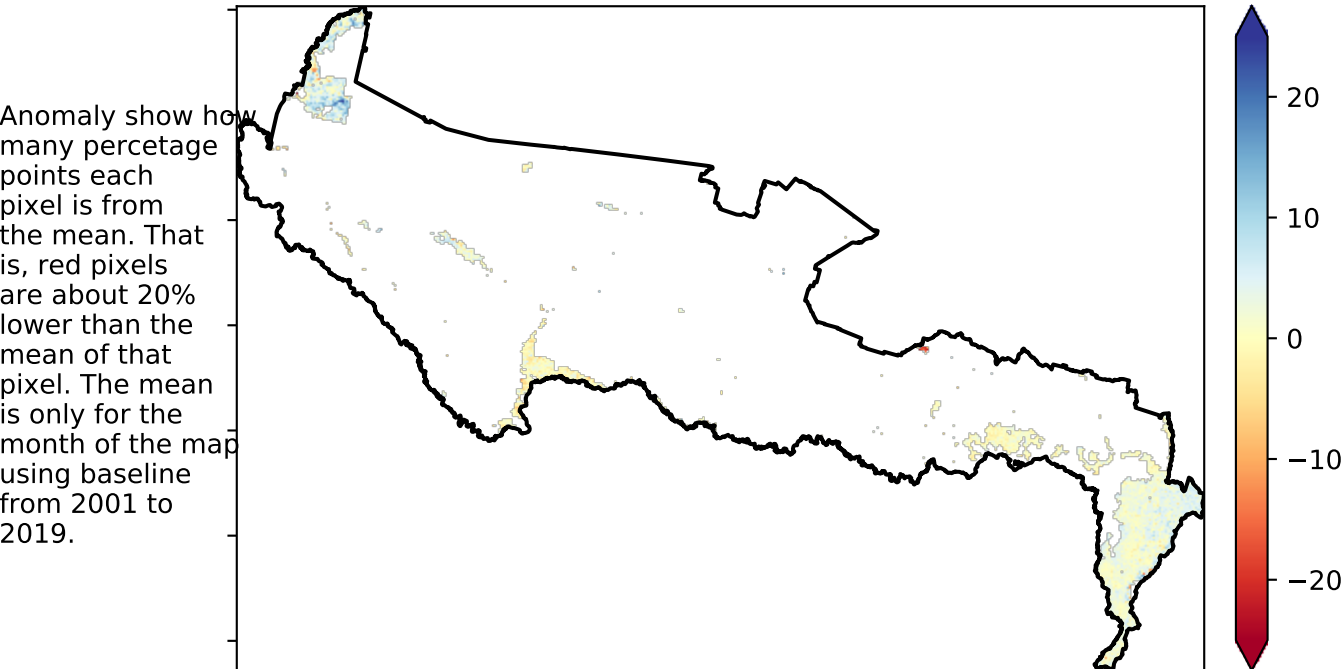 Anomaly show how
many percetage
points each
pixel is from
the mean. That
is, red pixels
are about 20%
lower than the
mean of that
pixel. The mean
is only for the
month of the map
using baseline
from 2001 to
2019.
20
10
0
−10
−20